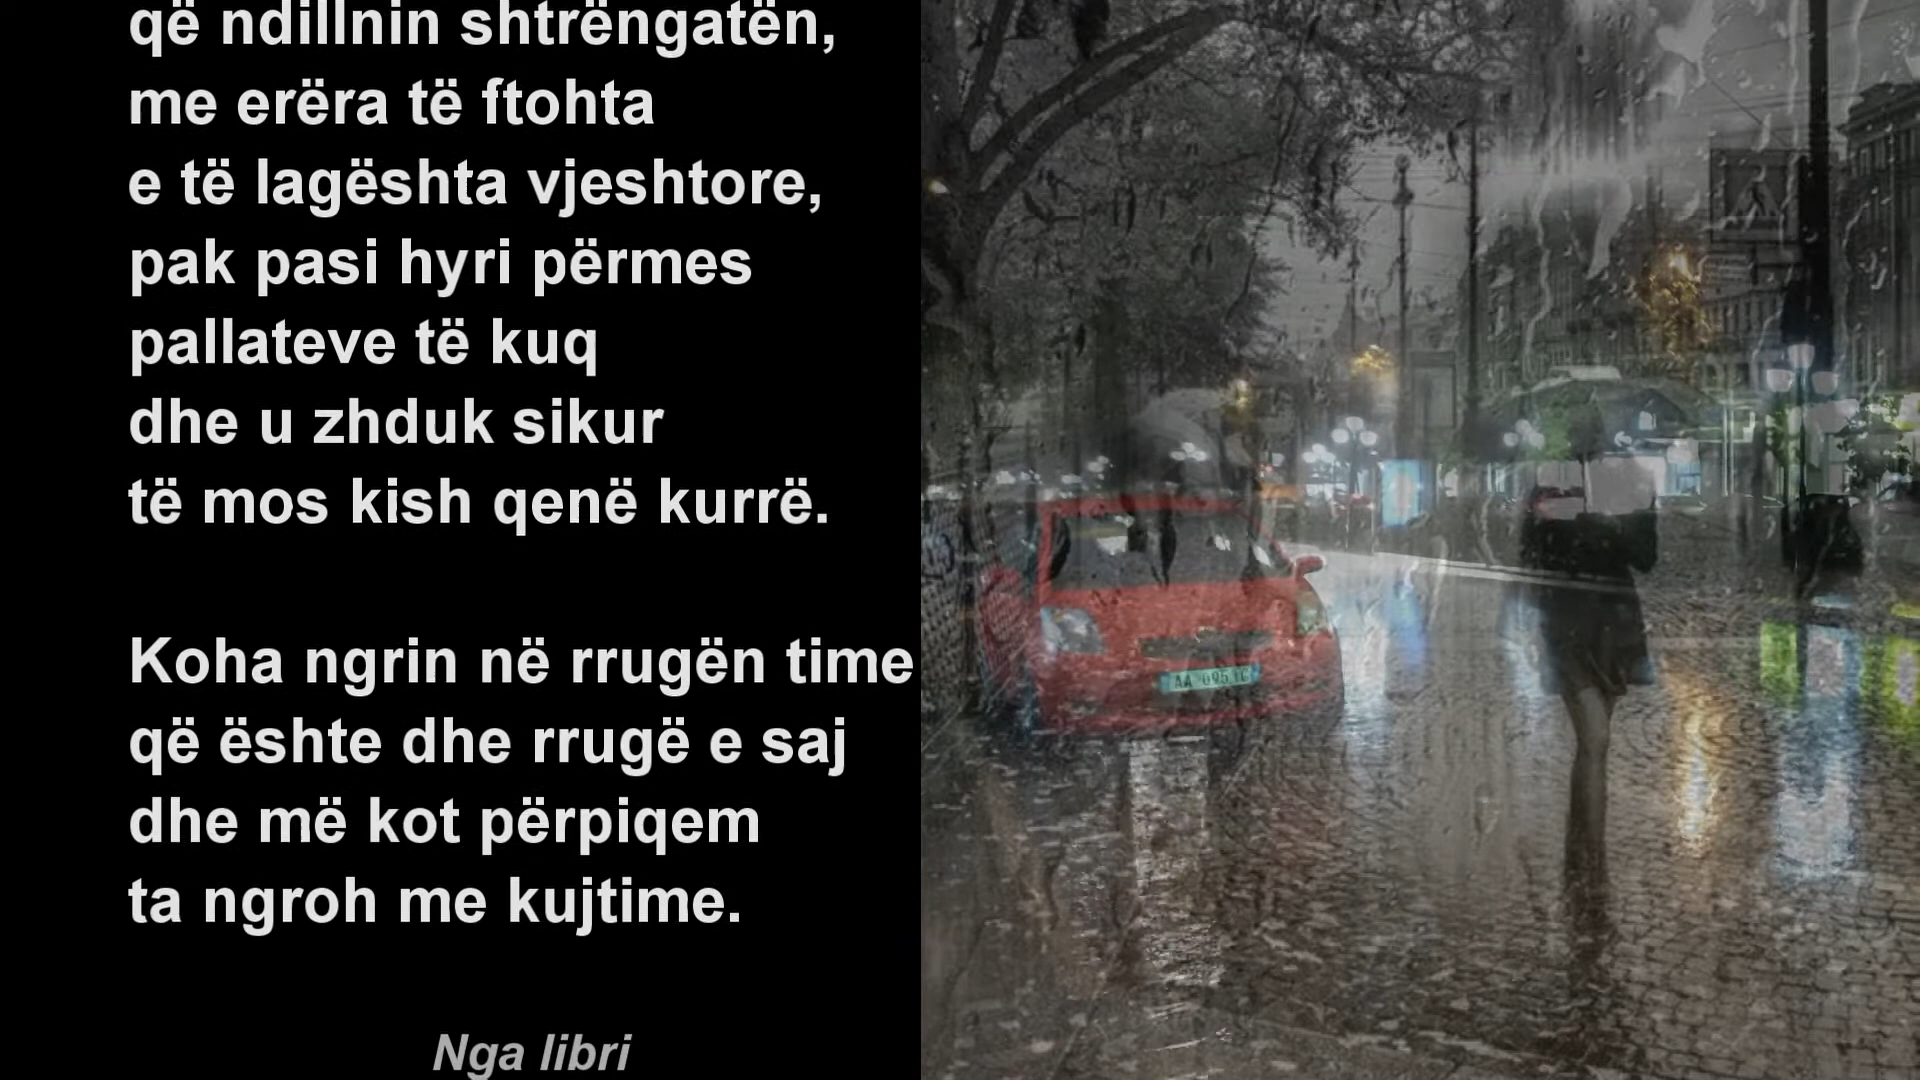 që ndillnin shtrëngatën,
me erëra të ftohta
e të lagështa vjeshtore,
pak pasi hyri përmes
pallateve të kuq
dhe u zhduk sikur
të mos kish qenë kurrë.
Koha ngrin në rrugën time
që ështe dhe rrugë e saj
dhe më kot përpiqem
ta ngroh me kujtime.
Nga libri